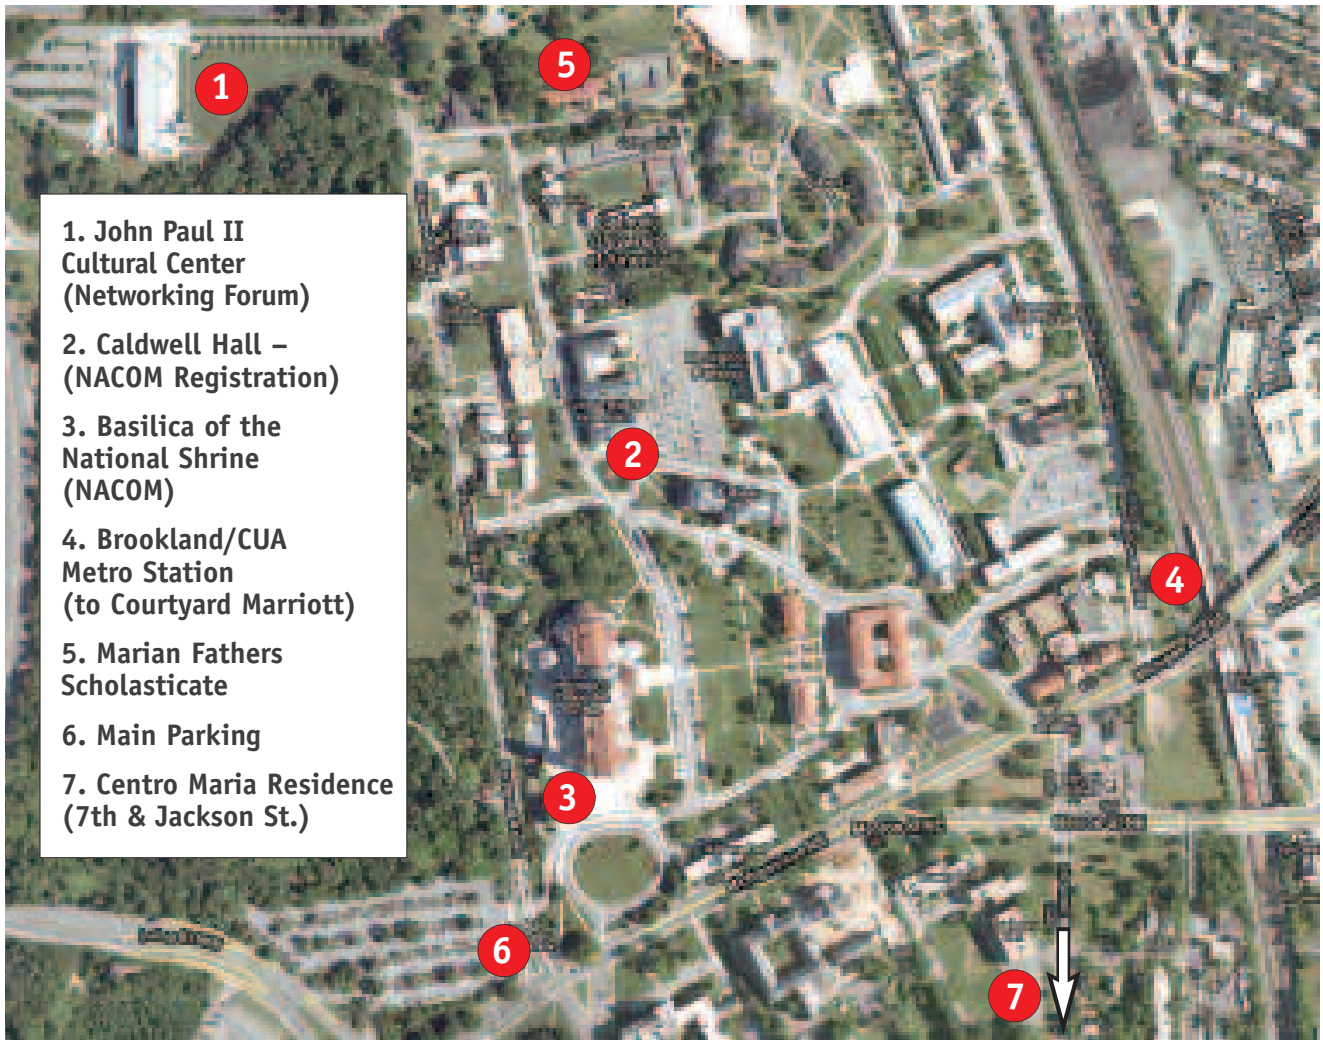 1
5
1. John Paul II
Cultural Center
(Networking Forum)
2. Caldwell Hall –
(NACOM Registration)
3. Basilica of the
National Shrine
(NACOM)
4. Brookland/CUA
Metro Station
(to Courtyard Marriott)
5. Marian Fathers
Scholasticate
6. Main Parking
7. Centro Maria Residence
(7th & Jackson St.)
2
4
3
6
7